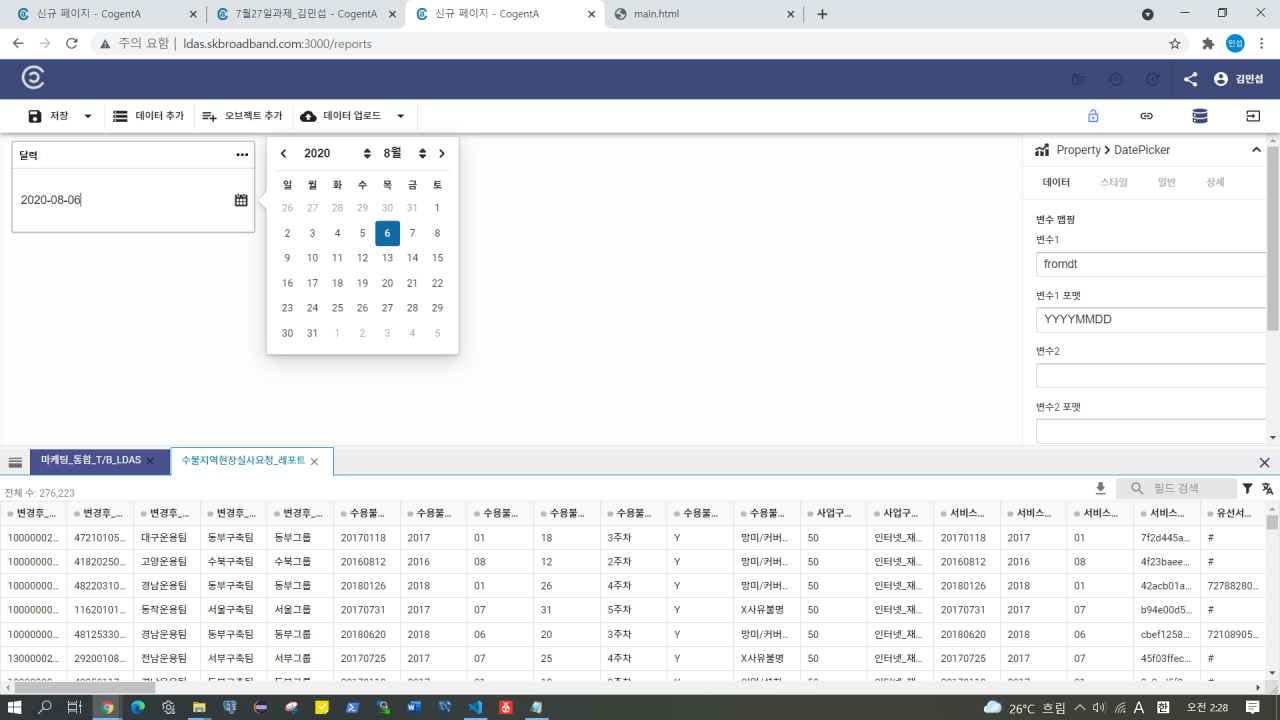 신규 페이지 - CogentA
7월27일과제_김민섭 - CogentA
신규 페이지 - CogentA
main.html
주의 요함 | ldas.skbroadband.com:3000/reports
민섭
김민섭
저장
데이터 추가
오브젝트 추가
데이터 업로드
달력
2020-08-06
2020 8월
일 월 화 수 목 금 토
26 27 28 29 30 31 1
2 3 4 5 6 7 8
9 10 11 12 13 14 15
16 17 18 19 20 21 22
23 24 25 26 27 28 29
30 31 1 2 3 4 5
Property > DatePicker
데이터 스타일 일반 상세
변수 맵핑
변수1
fromdt
변수1 포맷
YYYYMMDD
변수2
변수2 포맷
마케팅_통합_T/B_LDAS
수불지역현장실사요청_레포트
전체 수: 276,223
필드 검색
변경후_... 변경후_... 변경후_... 변경후_... 변경후_... 수용불... 수용불... 수용불... 수용불... 수용불... 수용불... 수용불... 사업구... 사업구... 서비스... 서비스... 서비스... 서비스... 유선서...
10000002... 47210105... 대구운용팀 동부구축팀 동부그룹 20170118 2017 01 18 3주차 Y 망미/커버... 50 인터넷_재... 20170118 2017 01 7f2d445a... #
10000000... 41820250... 고양운용팀 수북구축팀 수북그룹 20160812 2016 08 12 2주차 Y 망미/커버... 50 인터넷_재... 20160812 2016 08 4f23baee... #
10000000... 48220310... 경남운용팀 동부구축팀 동부그룹 20180126 2018 01 26 4주차 Y 망미/커버... 50 인터넷_재... 20180126 2018 01 42acb01a... 72788280...
10000000... 11620101... 동작운용팀 서울구축팀 서울그룹 20170731 2017 07 31 5주차 Y X사유불명 50 인터넷_재... 20170731 2017 07 b94e00d5... #
10000000... 48125330... 경남운용팀 동부구축팀 동부그룹 20180620 2018 06 20 3주차 Y 망미/커버... 50 인터넷_재... 20180620 2018 06 cbef1258... 72108905...
13000002... 29200108... 전남운용팀 서부구축팀 서부그룹 20170725 2017 07 25 4주차 Y X사유불명 50 인터넷_재... 20170725 2017 07 45f03ffec... #
26°C 흐림
A
한
오전 2:28